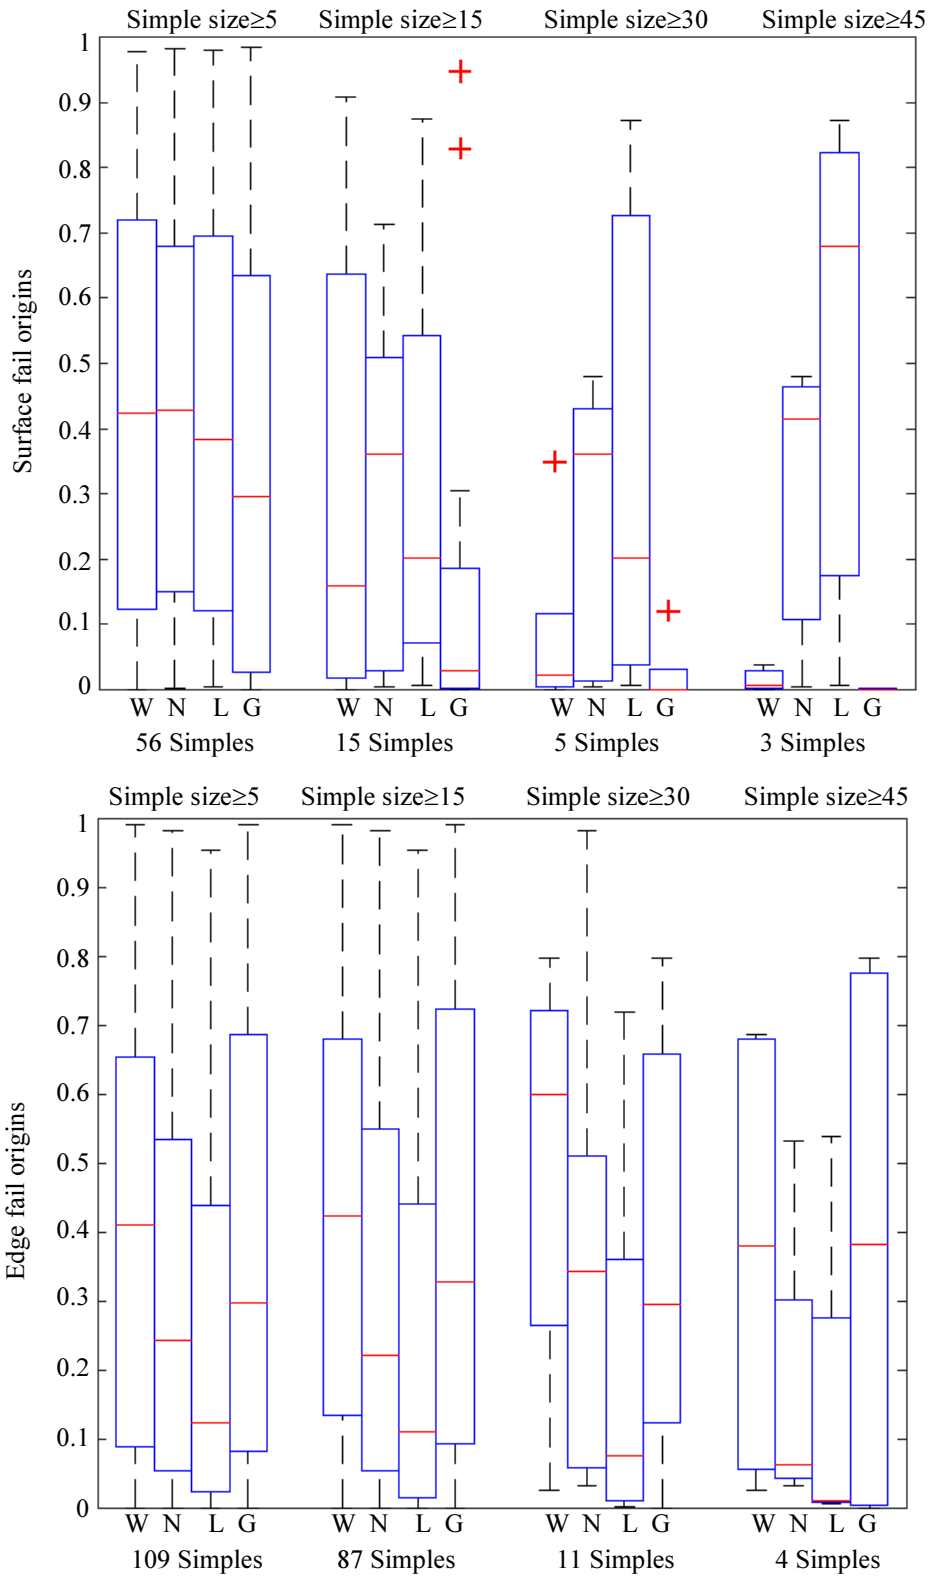 Simple size≥5 Simple size≥15 Simple size≥30 Simple size≥45
Surface fail origins
1
0.9
0.8
0.7
0.6
0.5
0.4
0.3
0.2
0.1
0
W N L G W N L G W N L G W N L G
56 Simples 15 Simples 5 Simples 3 Simples
Simple size≥5 Simple size≥15 Simple size≥30 Simple size≥45
Edge fail origins
1
0.9
0.8
0.7
0.6
0.5
0.4
0.3
0.2
0.1
0
W N L G W N L G W N L G W N L G
109 Simples 87 Simples 11 Simples 4 Simples